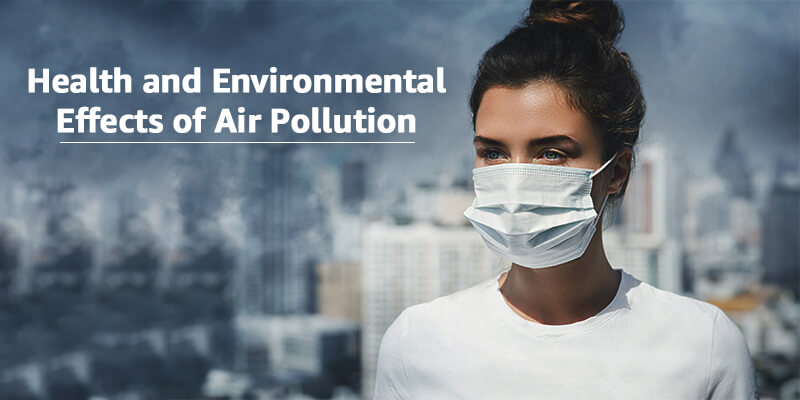 Health and Environmental
Effects of Air Pollution